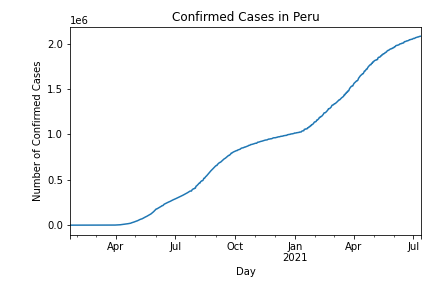 Confirmed Cases in Peru
1e6
2.0
1.5
1.0
0.5
0.0
Number of Confirmed Cases
Apr Jul Oct Jan Apr Jul
2021
Day